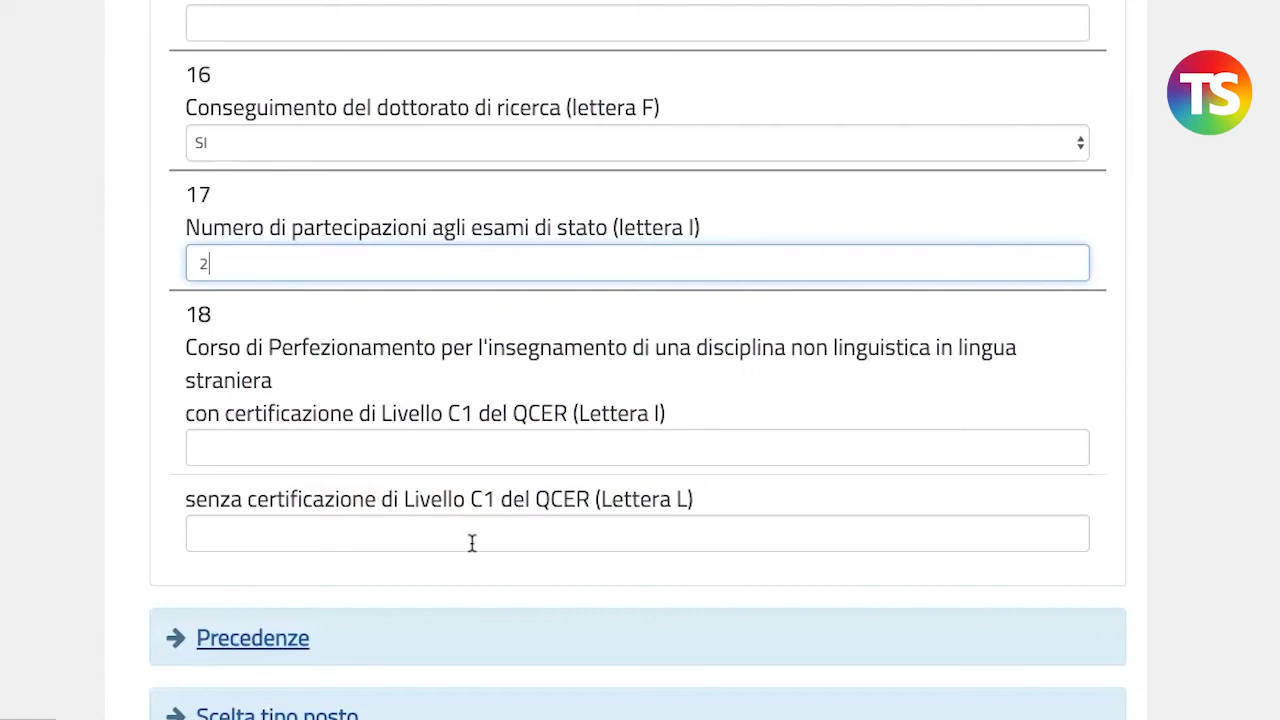 TS
16
Conseguimento del dottorato di ricerca (lettera F)
SI
17
Numero di partecipazioni agli esami di stato (lettera I)
2
18
Corso di Perfezionamento per l'insegnamento di una disciplina non linguistica in lingua
straniera
con certificazione di Livello C1 del QCER (Lettera I)
senza certificazione di Livello C1 del QCER (Lettera L)
Precedenze
Scelta tipo posto